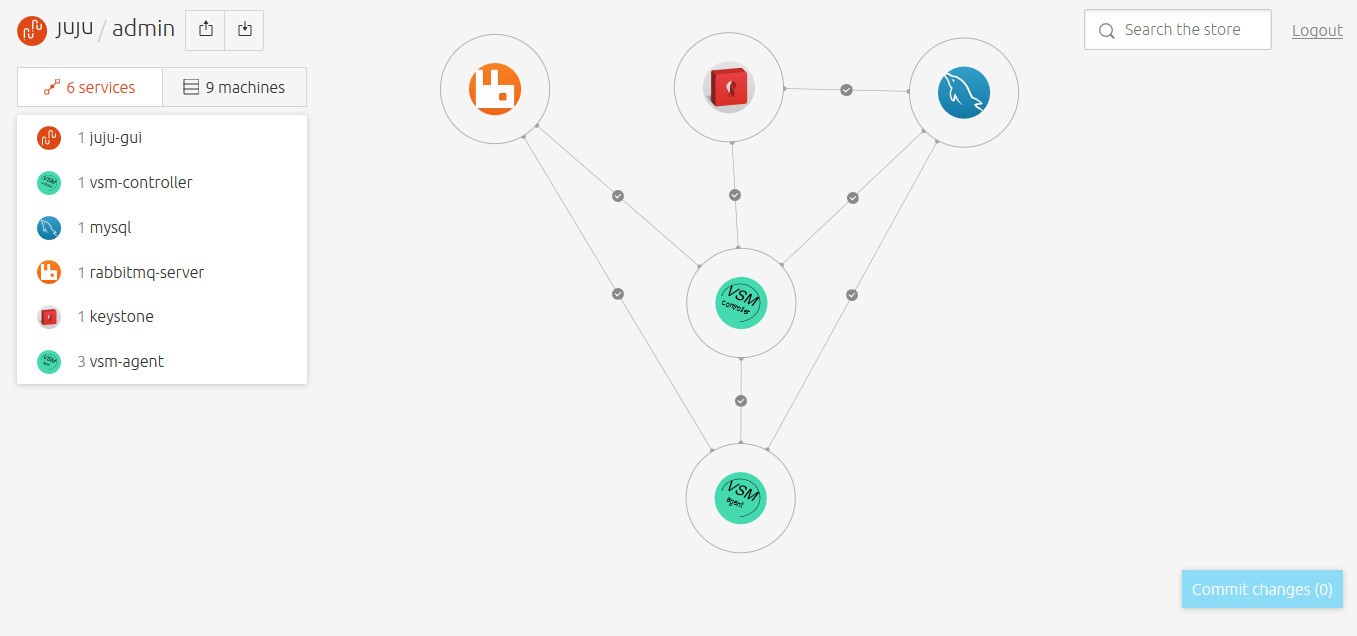 juju / admin
Search the store
Logout
6 services
9 machines
1 juju-gui
1 vsm-controller
1 mysql
1 rabbitmq-server
1 keystone
3 vsm-agent
VSM
controller
VSM
agent
Commit changes (0)